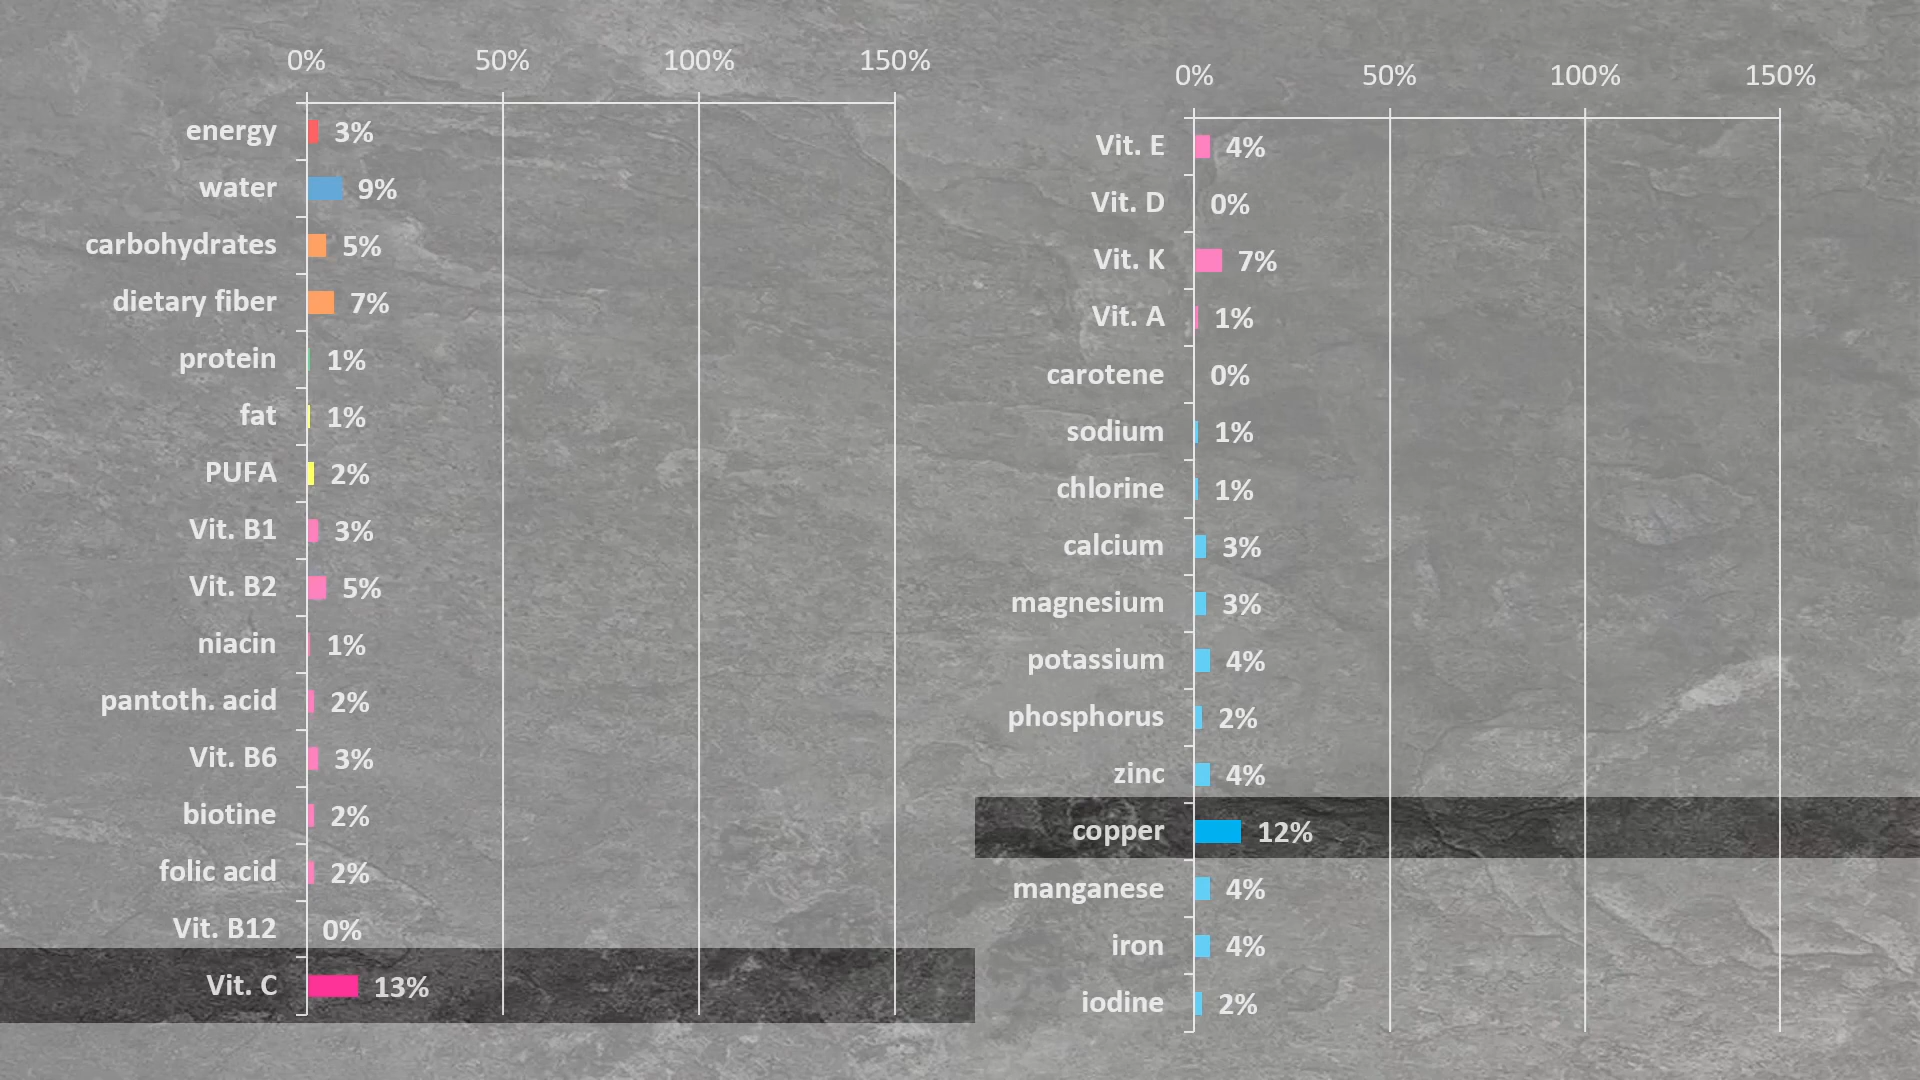 0% 50% 100% 150%
energy 3%
water 9%
carbohydrates 5%
dietary fiber 7%
protein 1%
fat 1%
PUFA 2%
Vit. B1 3%
Vit. B2 5%
niacin 1%
pantoth. acid 2%
Vit. B6 3%
biotine 2%
folic acid 2%
Vit. B12 0%
Vit. C 13%
0% 50% 100% 150%
Vit. E 4%
Vit. D 0%
Vit. K 7%
Vit. A 1%
carotene 0%
sodium 1%
chlorine 1%
calcium 3%
magnesium 3%
potassium 4%
phosphorus 2%
zinc 4%
copper 12%
manganese 4%
iron 4%
iodine 2%